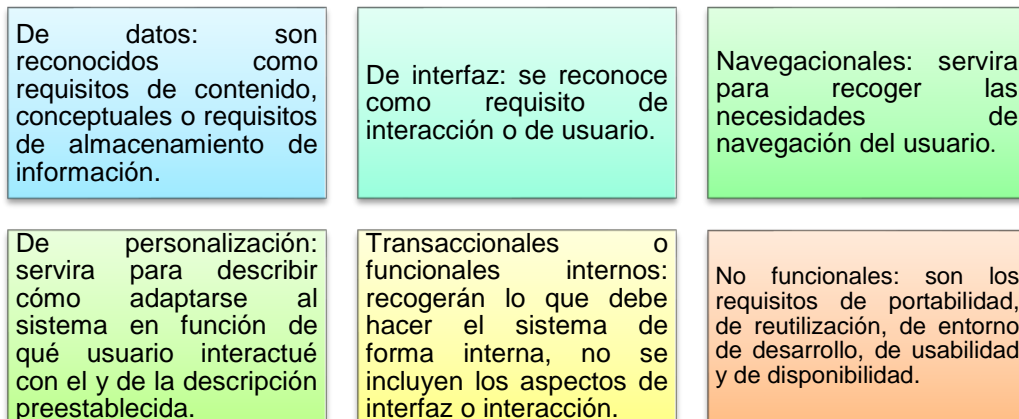 De datos: son
reconocidos como
requisitos de contenido,
conceptuales o requisitos
de almacenamiento de
información.
De interfaz: se reconoce
como requisito de
interacción o de usuario.
Navegacionales: servira
para recoger las
necesidades de
navegación del usuario.
De personalización:
servira para describir
cómo adaptarse al
sistema en función de
qué usuario interactué
con el y de la descripción
preestablecida.
Transaccionales o
funcionales internos:
recogerán lo que debe
hacer el sistema de
forma interna, no se
incluyen los aspectos de
interfaz o interacción.
No funcionales: son los
requisitos de portabilidad,
de reutilización, de entorno
de desarrollo, de usabilidad
y de disponibilidad.